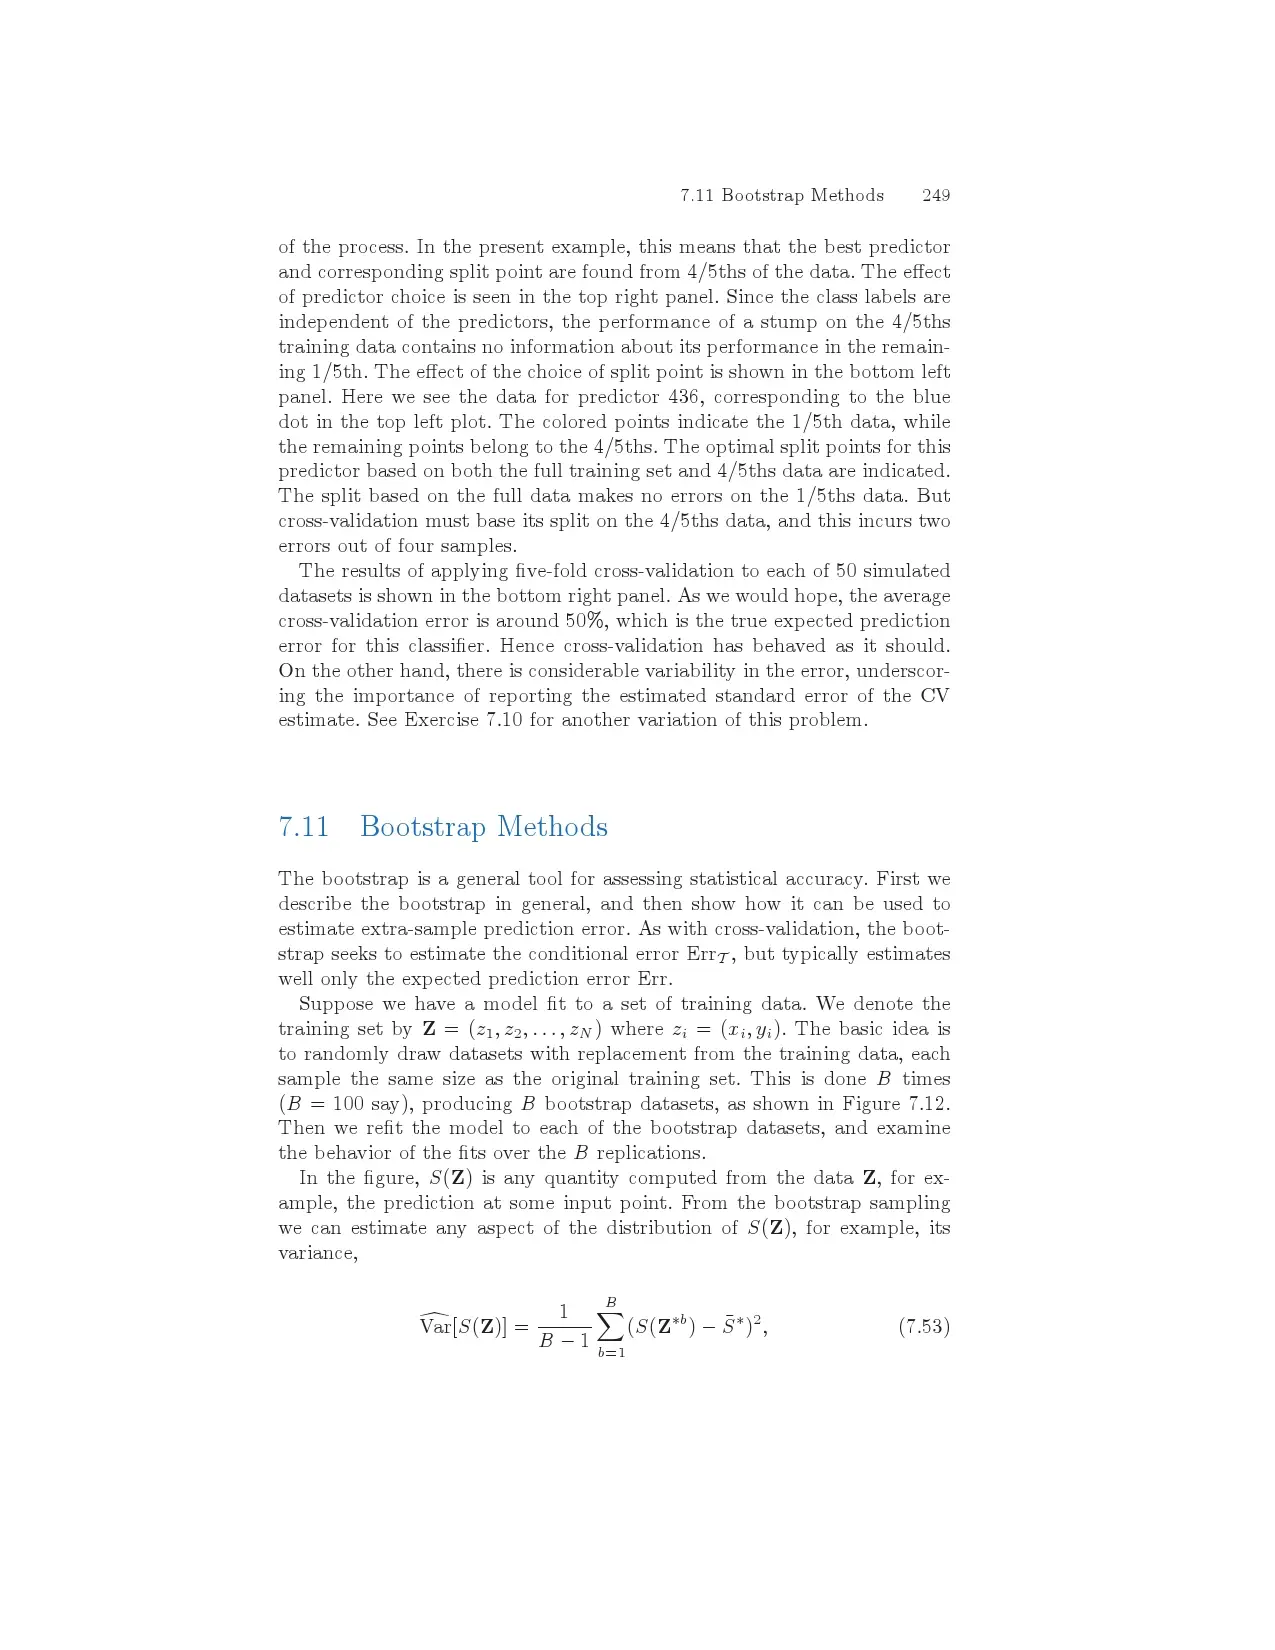 7.11 Bootstrap Methods 249
of the process. In the present example, this means that the best predictor
and corresponding split point are found from 4/5ths of the data. The effect
of predictor choice is seen in the top right panel. Since the class labels are
independent of the predictors, the performance of a stump on the 4/5ths
training data contains no information about its performance in the remain-
ing 1/5th. The effect of the choice of split point is shown in the bottom left
panel. Here we see the data for predictor 436, corresponding to the blue
dot in the top left plot. The colored points indicate the 1/5th data, while
the remaining points belong to the 4/5ths. The optimal split points for this
predictor based on both the full training set and 4/5ths data are indicated.
The split based on the full data makes no errors on the 1/5ths data. But
cross-validation must base its split on the 4/5ths data, and this incurs two
errors out of four samples.
The results of applying five-fold cross-validation to each of 50 simulated
datasets is shown in the bottom right panel. As we would hope, the average
cross-validation error is around 50%, which is the true expected prediction
error for this classifier. Hence cross-validation has behaved as it should.
On the other hand, there is considerable variability in the error, underscor-
ing the importance of reporting the estimated standard error of the CV
estimate. See Exercise 7.10 for another variation of this problem.
7.11 Bootstrap Methods
The bootstrap is a general tool for assessing statistical accuracy. First we
describe the bootstrap in general, and then show how it can be used to
estimate extra-sample prediction error. As with cross-validation, the boot-
strap seeks to estimate the conditional error Err_𝒯, but typically estimates
well only the expected prediction error Err.
Suppose we have a model fit to a set of training data. We denote the
training set by Z = (z₁, z₂, . . . , z_N) where z_i = (x_i, y_i). The basic idea is
to randomly draw datasets with replacement from the training data, each
sample the same size as the original training set. This is done B times
(B = 100 say), producing B bootstrap datasets, as shown in Figure 7.12.
Then we refit the model to each of the bootstrap datasets, and examine
the behavior of the fits over the B replications.
In the figure, S(Z) is any quantity computed from the data Z, for ex-
ample, the prediction at some input point. From the bootstrap sampling
we can estimate any aspect of the distribution of S(Z), for example, its
variance,
\widehat{Var}[S(Z)] = \frac{1}{B − 1} \sum_{b=1}^{B} (S(Z^{*b}) − \bar{S}^*)^2, (7.53)